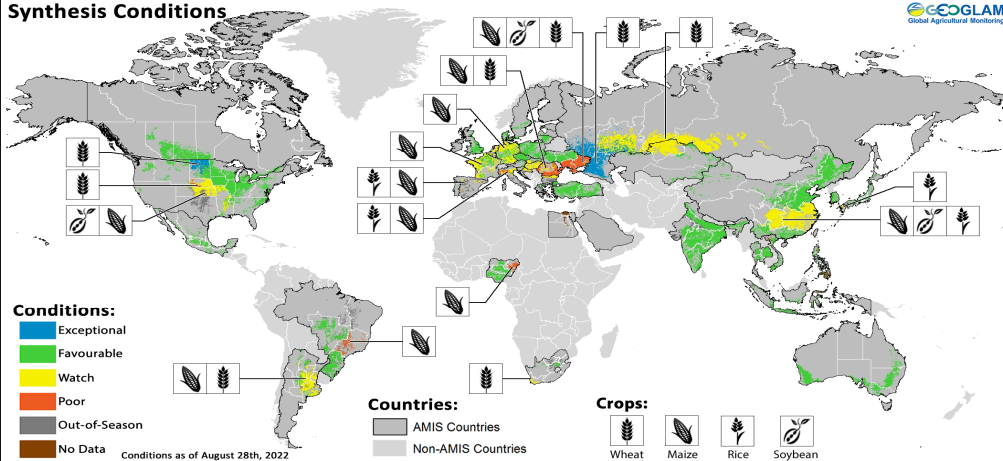 Synthesis Conditions
GEOGLAM
Global Agricultural Monitoring
Conditions:
Exceptional
Favourable
Watch
Poor
Out-of-Season
No Data
Conditions as of August 28th, 2022
Countries:
AMIS Countries
Non-AMIS Countries
Crops:
Wheat
Maize
Rice
Soybean